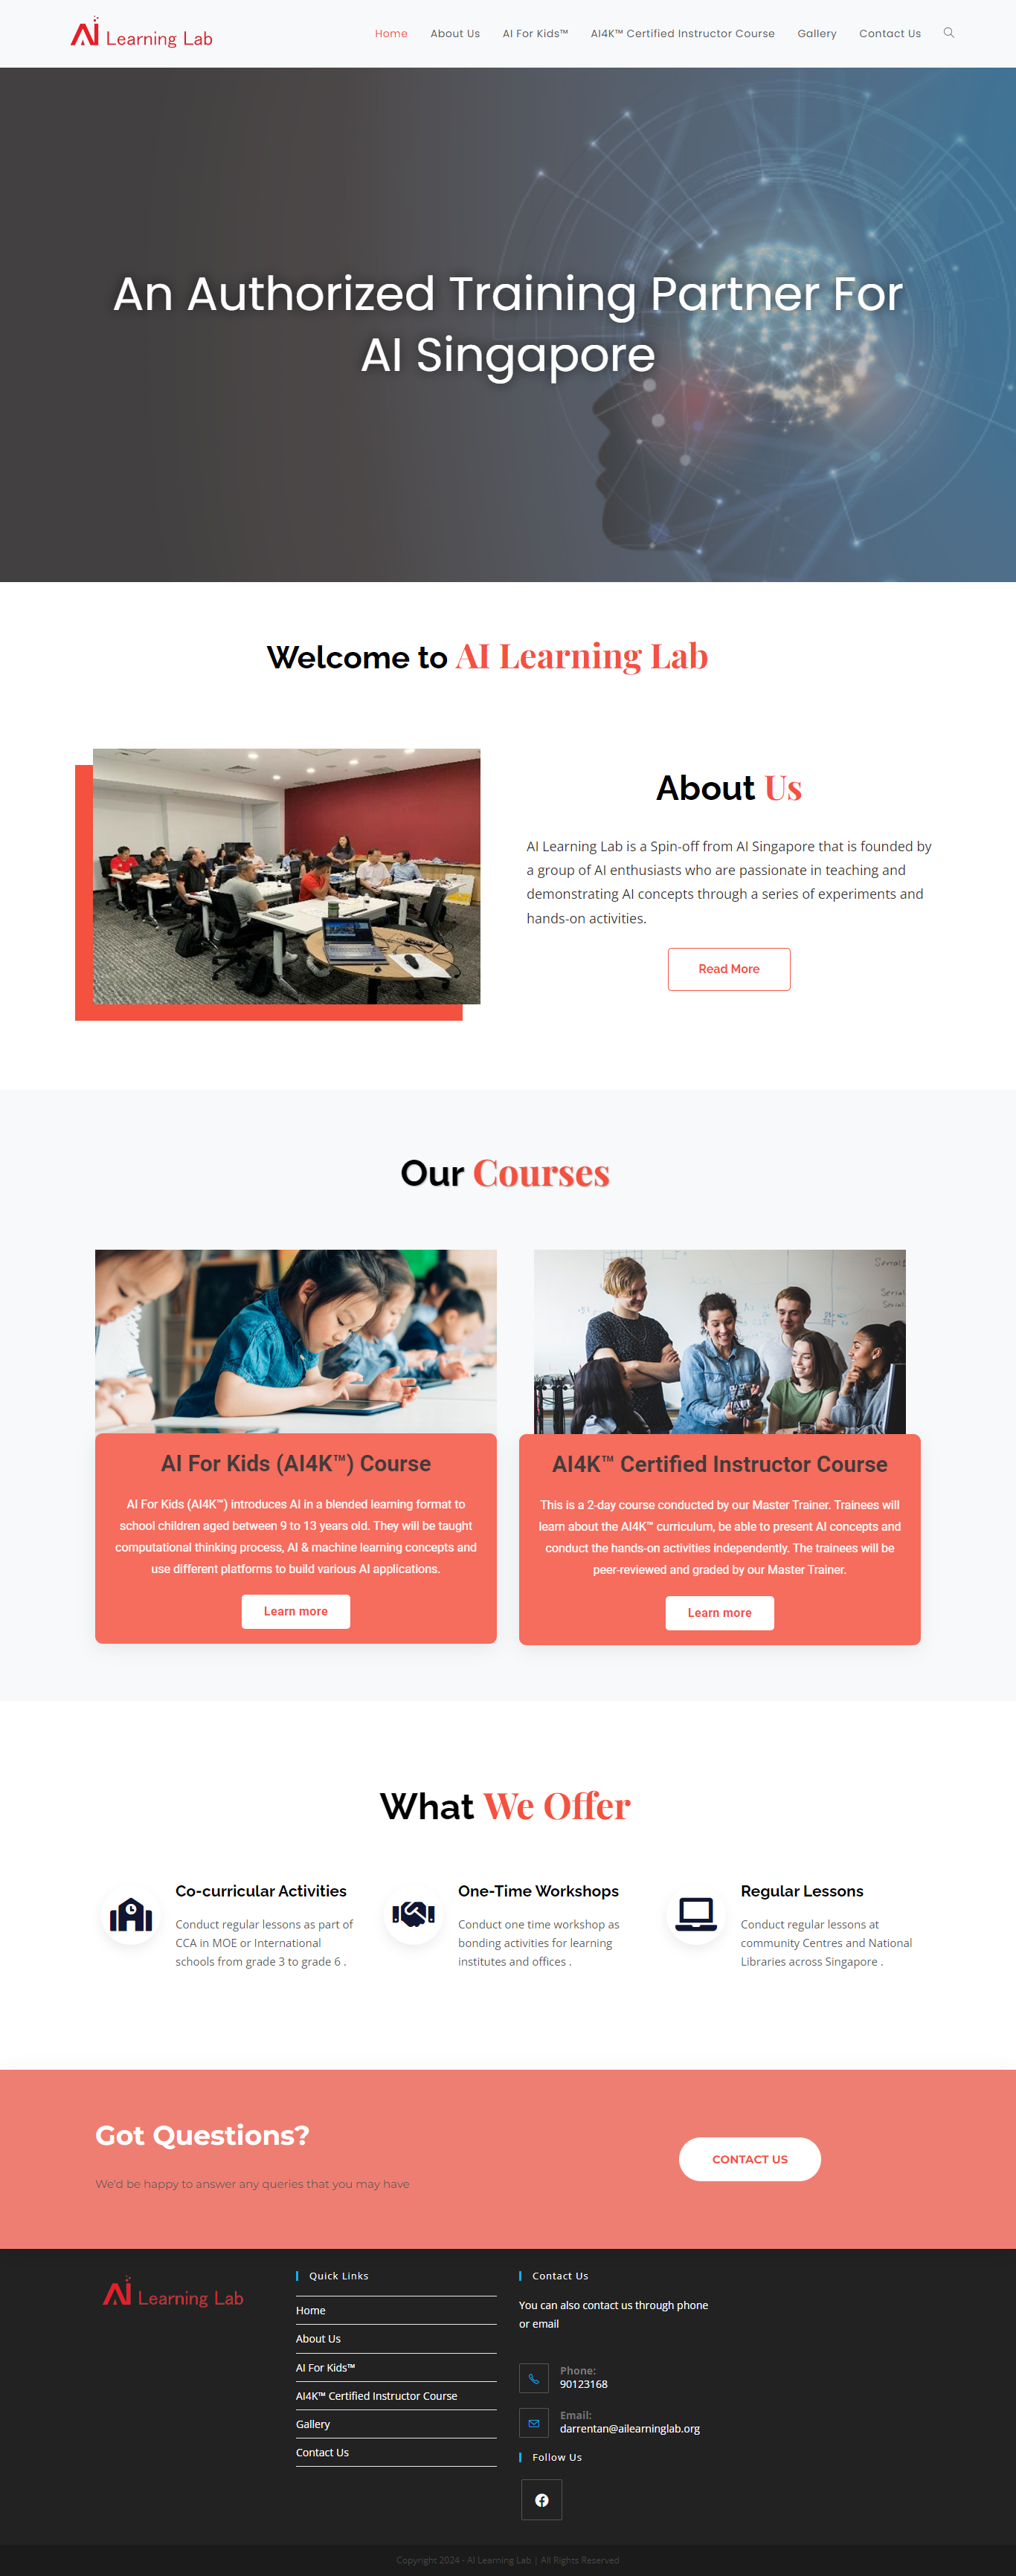 AI Learning Lab
Home
About Us
AI For Kids™
AI4K™ Certified Instructor Course
Gallery
Contact Us
An Authorized Training Partner For
AI Singapore
Welcome to AI Learning Lab
About Us
AI Learning Lab is a Spin-off from AI Singapore that is founded by
a group of AI enthusiasts who are passionate in teaching and
demonstrating AI concepts through a series of experiments and
hands-on activities.
Read More
Our Courses
AI For Kids (AI4K™) Course
AI For Kids (AI4K™) introduces AI in a blended learning format to
school children aged between 9 to 13 years old. They will be taught
computational thinking process, AI & machine learning concepts and
use different platforms to build various AI applications.
Learn more
AI4K™ Certified Instructor Course
This is a 2-day course conducted by our Master Trainer. Trainees will
learn about the AI4K™ curriculum, be able to present AI concepts and
conduct the hands-on activities independently. The trainees will be
peer-reviewed and graded by our Master Trainer.
Learn more
What We Offer
Co-curricular Activities
Conduct regular lessons as part of
CCA in MOE or International
schools from grade 3 to grade 6 .
One-Time Workshops
Conduct one time workshop as
bonding activities for learning
institutes and offices .
Regular Lessons
Conduct regular lessons at
community Centres and National
Libraries across Singapore .
Got Questions?
We'd be happy to answer any queries that you may have
CONTACT US
AI Learning Lab
Quick Links
Home
About Us
AI For Kids™
AI4K™ Certified Instructor Course
Gallery
Contact Us
Contact Us
You can also contact us through phone
or email
Phone:
90123168
Email:
darrentan@ailearninglab.org
Follow Us
Copyright 2024 - AI Learning Lab | All Rights Reserved